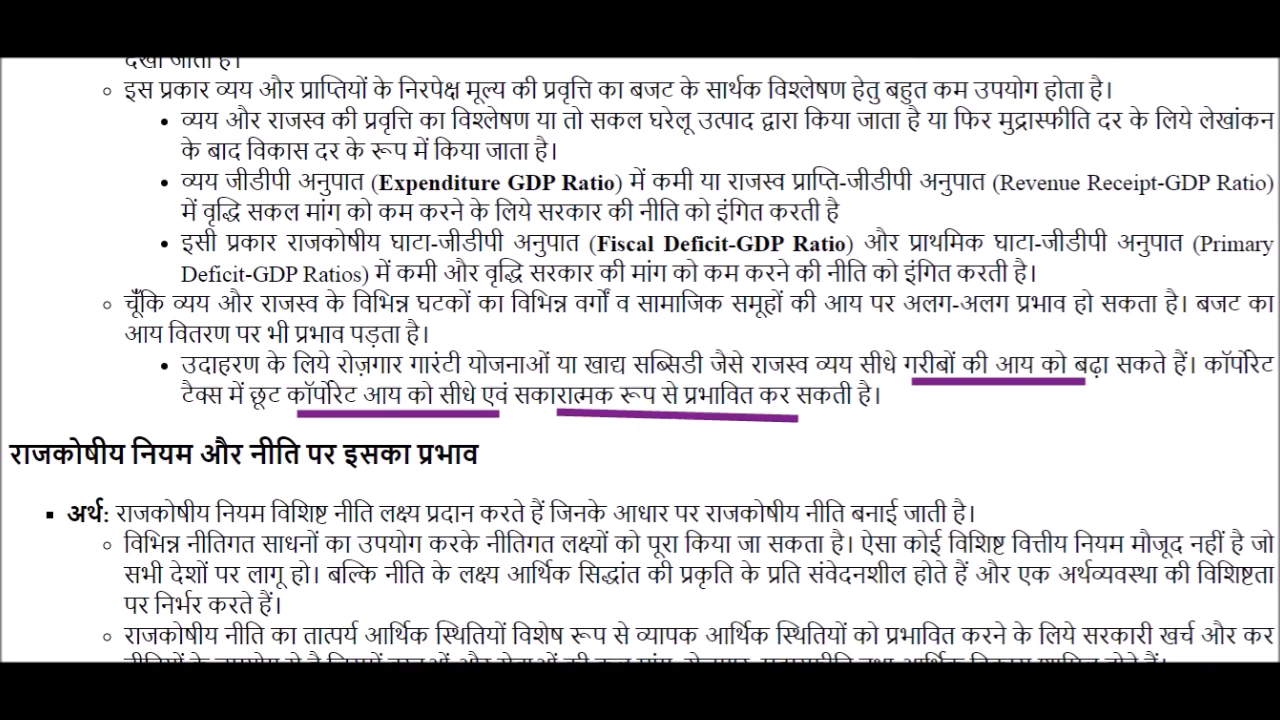 देखा जाता है।
इस प्रकार व्यय और प्राप्तियों के निरपेक्ष मूल्य की प्रवृत्ति का बजट के सार्थक विश्लेषण हेतु बहुत कम उपयोग होता है।
व्यय और राजस्व की प्रवृत्ति का विश्लेषण या तो सकल घरेलू उत्पाद द्वारा किया जाता है या फिर मुद्रास्फीति दर के लिये लेखांकन
के बाद विकास दर के रूप में किया जाता है।
व्यय जीडीपी अनुपात (Expenditure GDP Ratio) में कमी या राजस्व प्राप्ति-जीडीपी अनुपात (Revenue Receipt-GDP Ratio)
में वृद्धि सकल मांग को कम करने के लिये सरकार की नीति को इंगित करती है
इसी प्रकार राजकोषीय घाटा-जीडीपी अनुपात (Fiscal Deficit-GDP Ratio) और प्राथमिक घाटा-जीडीपी अनुपात (Primary
Deficit-GDP Ratios) में कमी और वृद्धि सरकार की मांग को कम करने की नीति को इंगित करती है।
चूँकि व्यय और राजस्व के विभिन्न घटकों का विभिन्न वर्गों व सामाजिक समूहों की आय पर अलग-अलग प्रभाव हो सकता है। बजट का
आय वितरण पर भी प्रभाव पड़ता है।
उदाहरण के लिये रोज़गार गारंटी योजनाओं या खाद्य सब्सिडी जैसे राजस्व व्यय सीधे गरीबों की आय को बढ़ा सकते हैं। कॉर्पोरेट
टैक्स में छूट कॉर्पोरेट आय को सीधे एवं सकारात्मक रूप से प्रभावित कर सकती है।
राजकोषीय नियम और नीति पर इसका प्रभाव
अर्थ: राजकोषीय नियम विशिष्ट नीति लक्ष्य प्रदान करते हैं जिनके आधार पर राजकोषीय नीति बनाई जाती है।
विभिन्न नीतिगत साधनों का उपयोग करके नीतिगत लक्ष्यों को पूरा किया जा सकता है। ऐसा कोई विशिष्ट वित्तीय नियम मौजूद नहीं है जो
सभी देशों पर लागू हो। बल्कि नीति के लक्ष्य आर्थिक सिद्धांत की प्रकृति के प्रति संवेदनशील होते हैं और एक अर्थव्यवस्था की विशिष्टता
पर निर्भर करते हैं।
राजकोषीय नीति का तात्पर्य आर्थिक स्थितियों विशेष रूप से व्यापक आर्थिक स्थितियों को प्रभावित करने के लिये सरकारी खर्च और कर